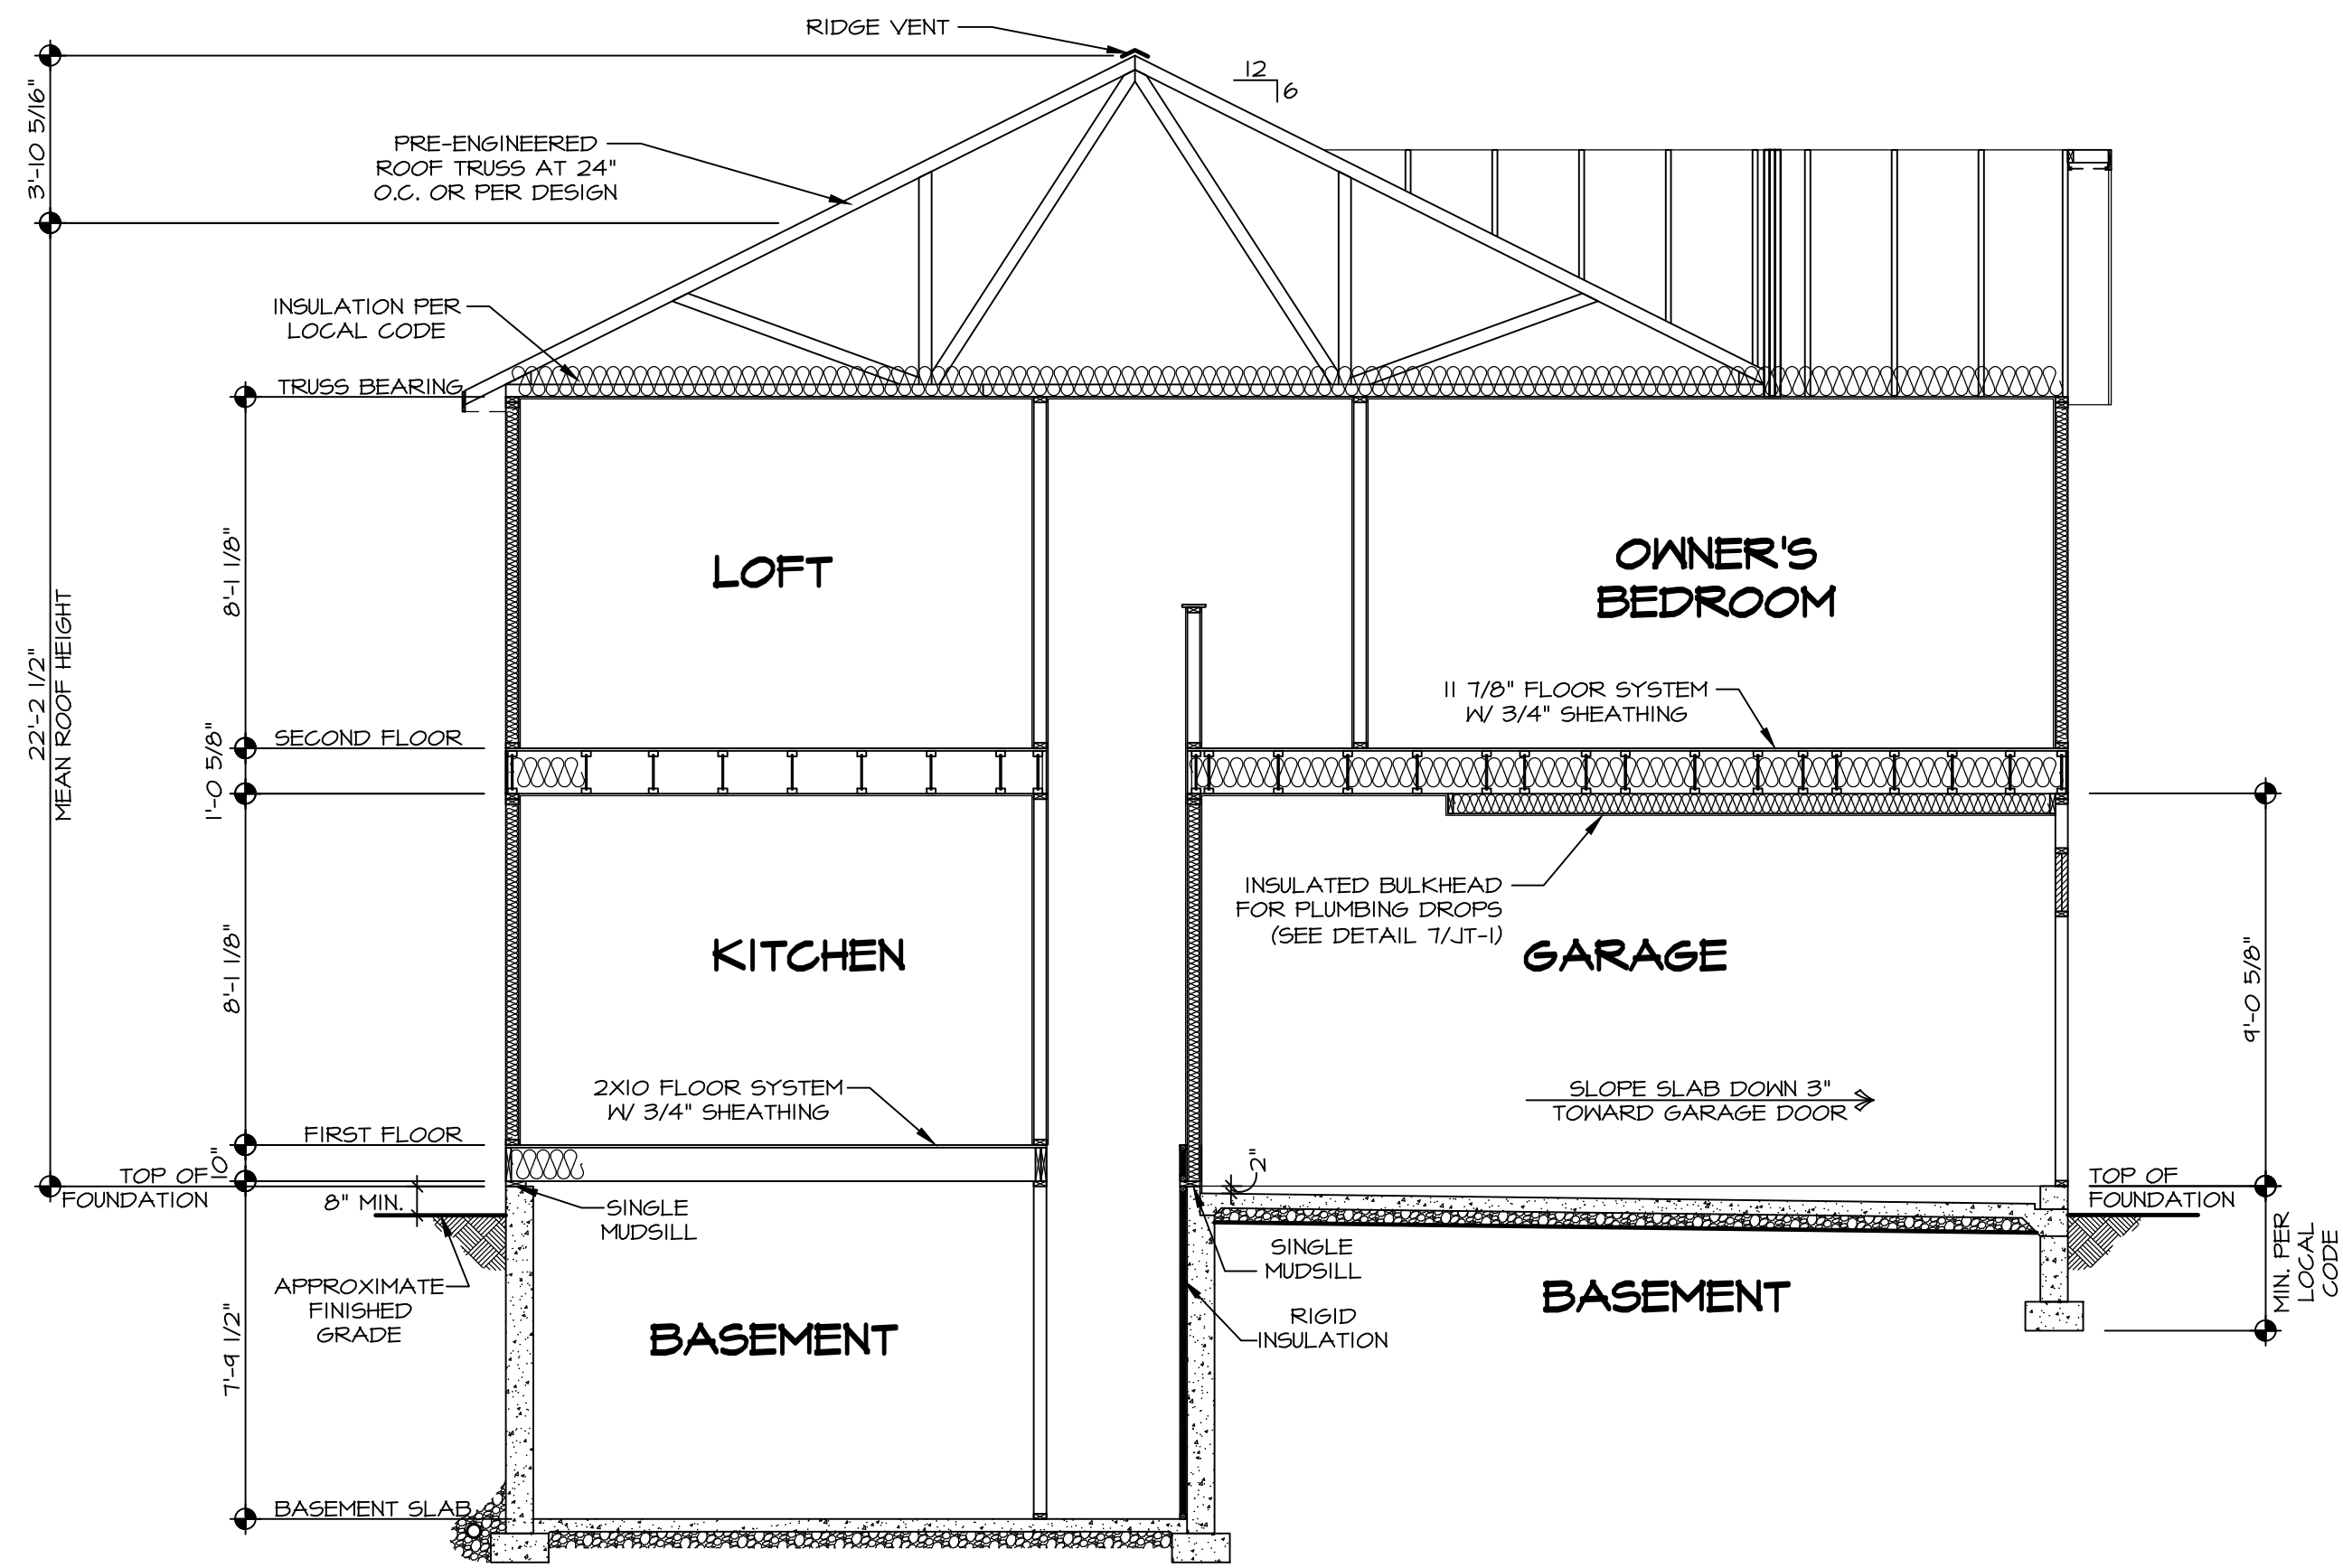 RIDGE VENT
12
6
3'-10 5/16"
PRE-ENGINEERED
ROOF TRUSS AT 24"
O.C. OR PER DESIGN
INSULATION PER
LOCAL CODE
TRUSS BEARING
8'-1 1/8"
LOFT
OWNER'S
BEDROOM
22'-2 1/2"
MEAN ROOF HEIGHT
11 7/8" FLOOR SYSTEM
W/ 3/4" SHEATHING
SECOND FLOOR
1'-0 5/8"
INSULATED BULKHEAD
FOR PLUMBING DROPS
(SEE DETAIL 7/JT-1)
8'-1 1/8"
KITCHEN
GARAGE
9'-0 5/8"
2X10 FLOOR SYSTEM
W/ 3/4" SHEATHING
SLOPE SLAB DOWN 3"
TOWARD GARAGE DOOR
FIRST FLOOR
10"
2"
TOP OF
FOUNDATION
8" MIN.
SINGLE
MUDSILL
TOP OF
FOUNDATION
SINGLE
MUDSILL
MIN. PER
LOCAL
CODE
APPROXIMATE
FINISHED
GRADE
BASEMENT
RIGID
INSULATION
7'-9 1/2"
BASEMENT
BASEMENT SLAB